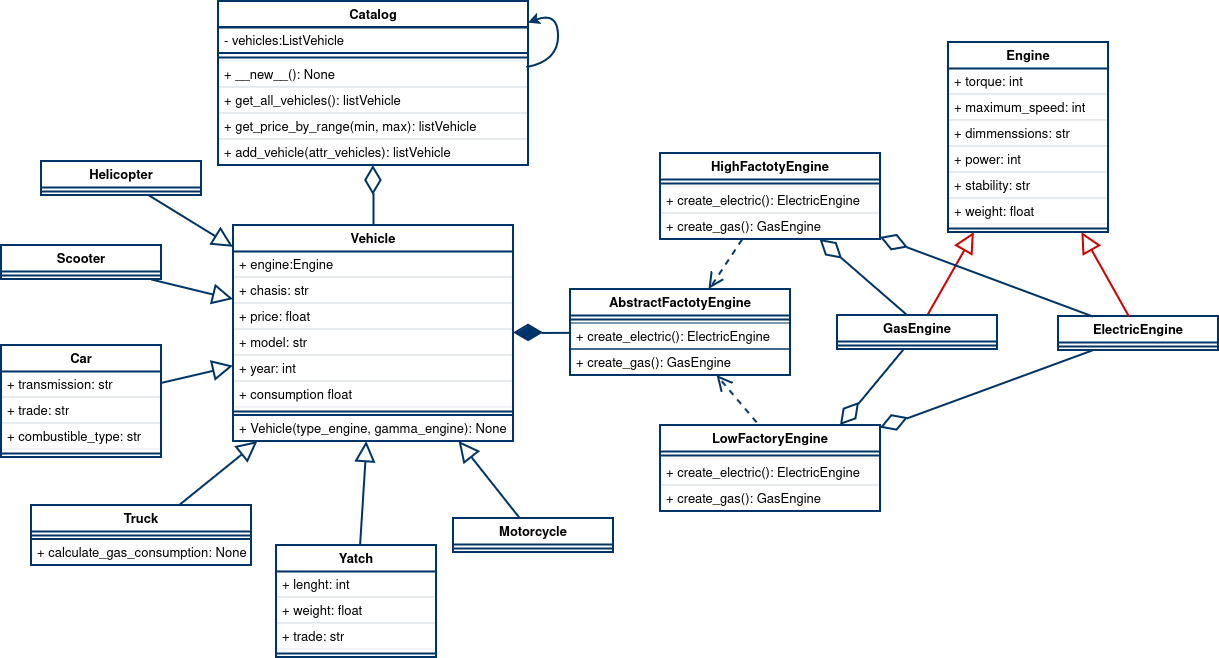 Catalog
- vehicles:ListVehicle
+ __new__(): None
+ get_all_vehicles(): listVehicle
+ get_price_by_range(min, max): listVehicle
+ add_vehicle(attr_vehicles): listVehicle
Engine
+ torque: int
+ maximum_speed: int
+ dimmenssions: str
+ power: int
+ stability: str
+ weight: float
Helicopter
HighFactotyEngine
+ create_electric(): ElectricEngine
+ create_gas(): GasEngine
Scooter
Vehicle
+ engine:Engine
+ chasis: str
+ price: float
+ model: str
+ year: int
+ consumption float
+ Vehicle(type_engine, gamma_engine): None
AbstractFactotyEngine
+ create_electric(): ElectricEngine
+ create_gas(): GasEngine
GasEngine
ElectricEngine
Car
+ transmission: str
+ trade: str
+ combustible_type: str
LowFactoryEngine
+ create_electric(): ElectricEngine
+ create_gas(): GasEngine
Truck
+ calculate_gas_consumption: None
Yatch
+ lenght: int
+ weight: float
+ trade: str
Motorcycle